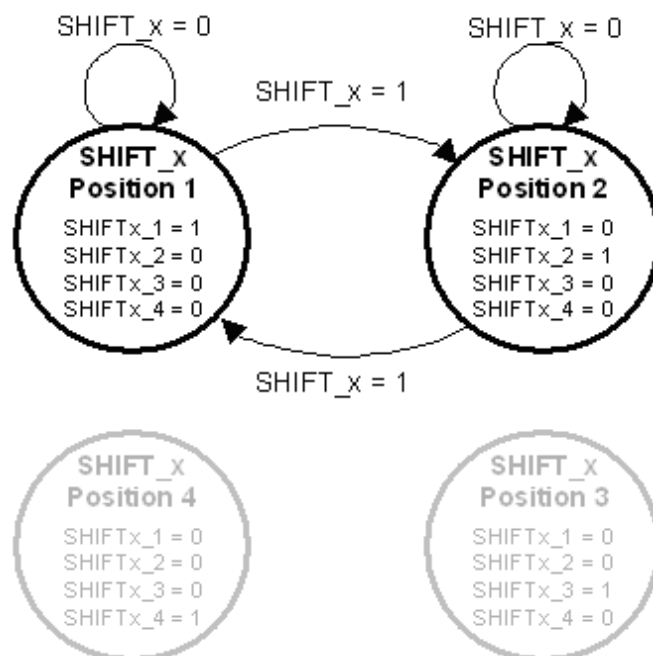 SHIFT_x = 0
SHIFT_x = 0
SHIFT_x = 1
SHIFT_x
Position 1
SHIFTx_1 = 1
SHIFTx_2 = 0
SHIFTx_3 = 0
SHIFTx_4 = 0
SHIFT_x
Position 2
SHIFTx_1 = 0
SHIFTx_2 = 1
SHIFTx_3 = 0
SHIFTx_4 = 0
SHIFT_x = 1
SHIFT_x
Position 4
SHIFTx_1 = 0
SHIFTx_2 = 0
SHIFTx_3 = 0
SHIFTx_4 = 1
SHIFT_x
Position 3
SHIFTx_1 = 0
SHIFTx_2 = 0
SHIFTx_3 = 1
SHIFTx_4 = 0